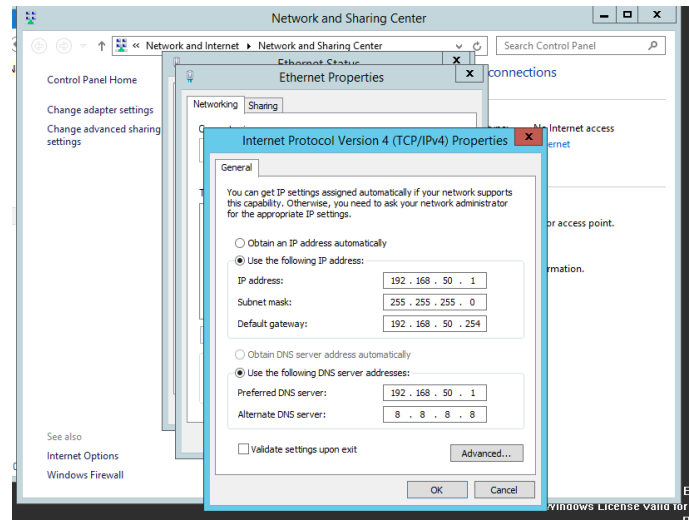 Network and Sharing Center
« Network and Internet Network and Sharing Center
Search Control Panel
Ethernet Status
Control Panel Home
Change adapter settings
Change advanced sharing
settings
connections
No Internet access
or access point.
Ethernet Properties
Networking Sharing
Internet Protocol Version 4 (TCP/IPv4) Properties
General
You can get IP settings assigned automatically if your network supports
this capability. Otherwise, you need to ask your network administrator
for the appropriate IP settings.
Obtain an IP address automatically
Use the following IP address:
IP address: 192 . 168 . 50 . 1
Subnet mask: 255 . 255 . 255 . 0
Default gateway: 192 . 168 . 50 . 254
Obtain DNS server address automatically
Use the following DNS server addresses:
Preferred DNS server: 192 . 168 . 50 . 1
Alternate DNS server: 8 . 8 . 8 . 8
Validate settings upon exit
Advanced...
OK Cancel
See also
Internet Options
Windows Firewall
Windows License valid for